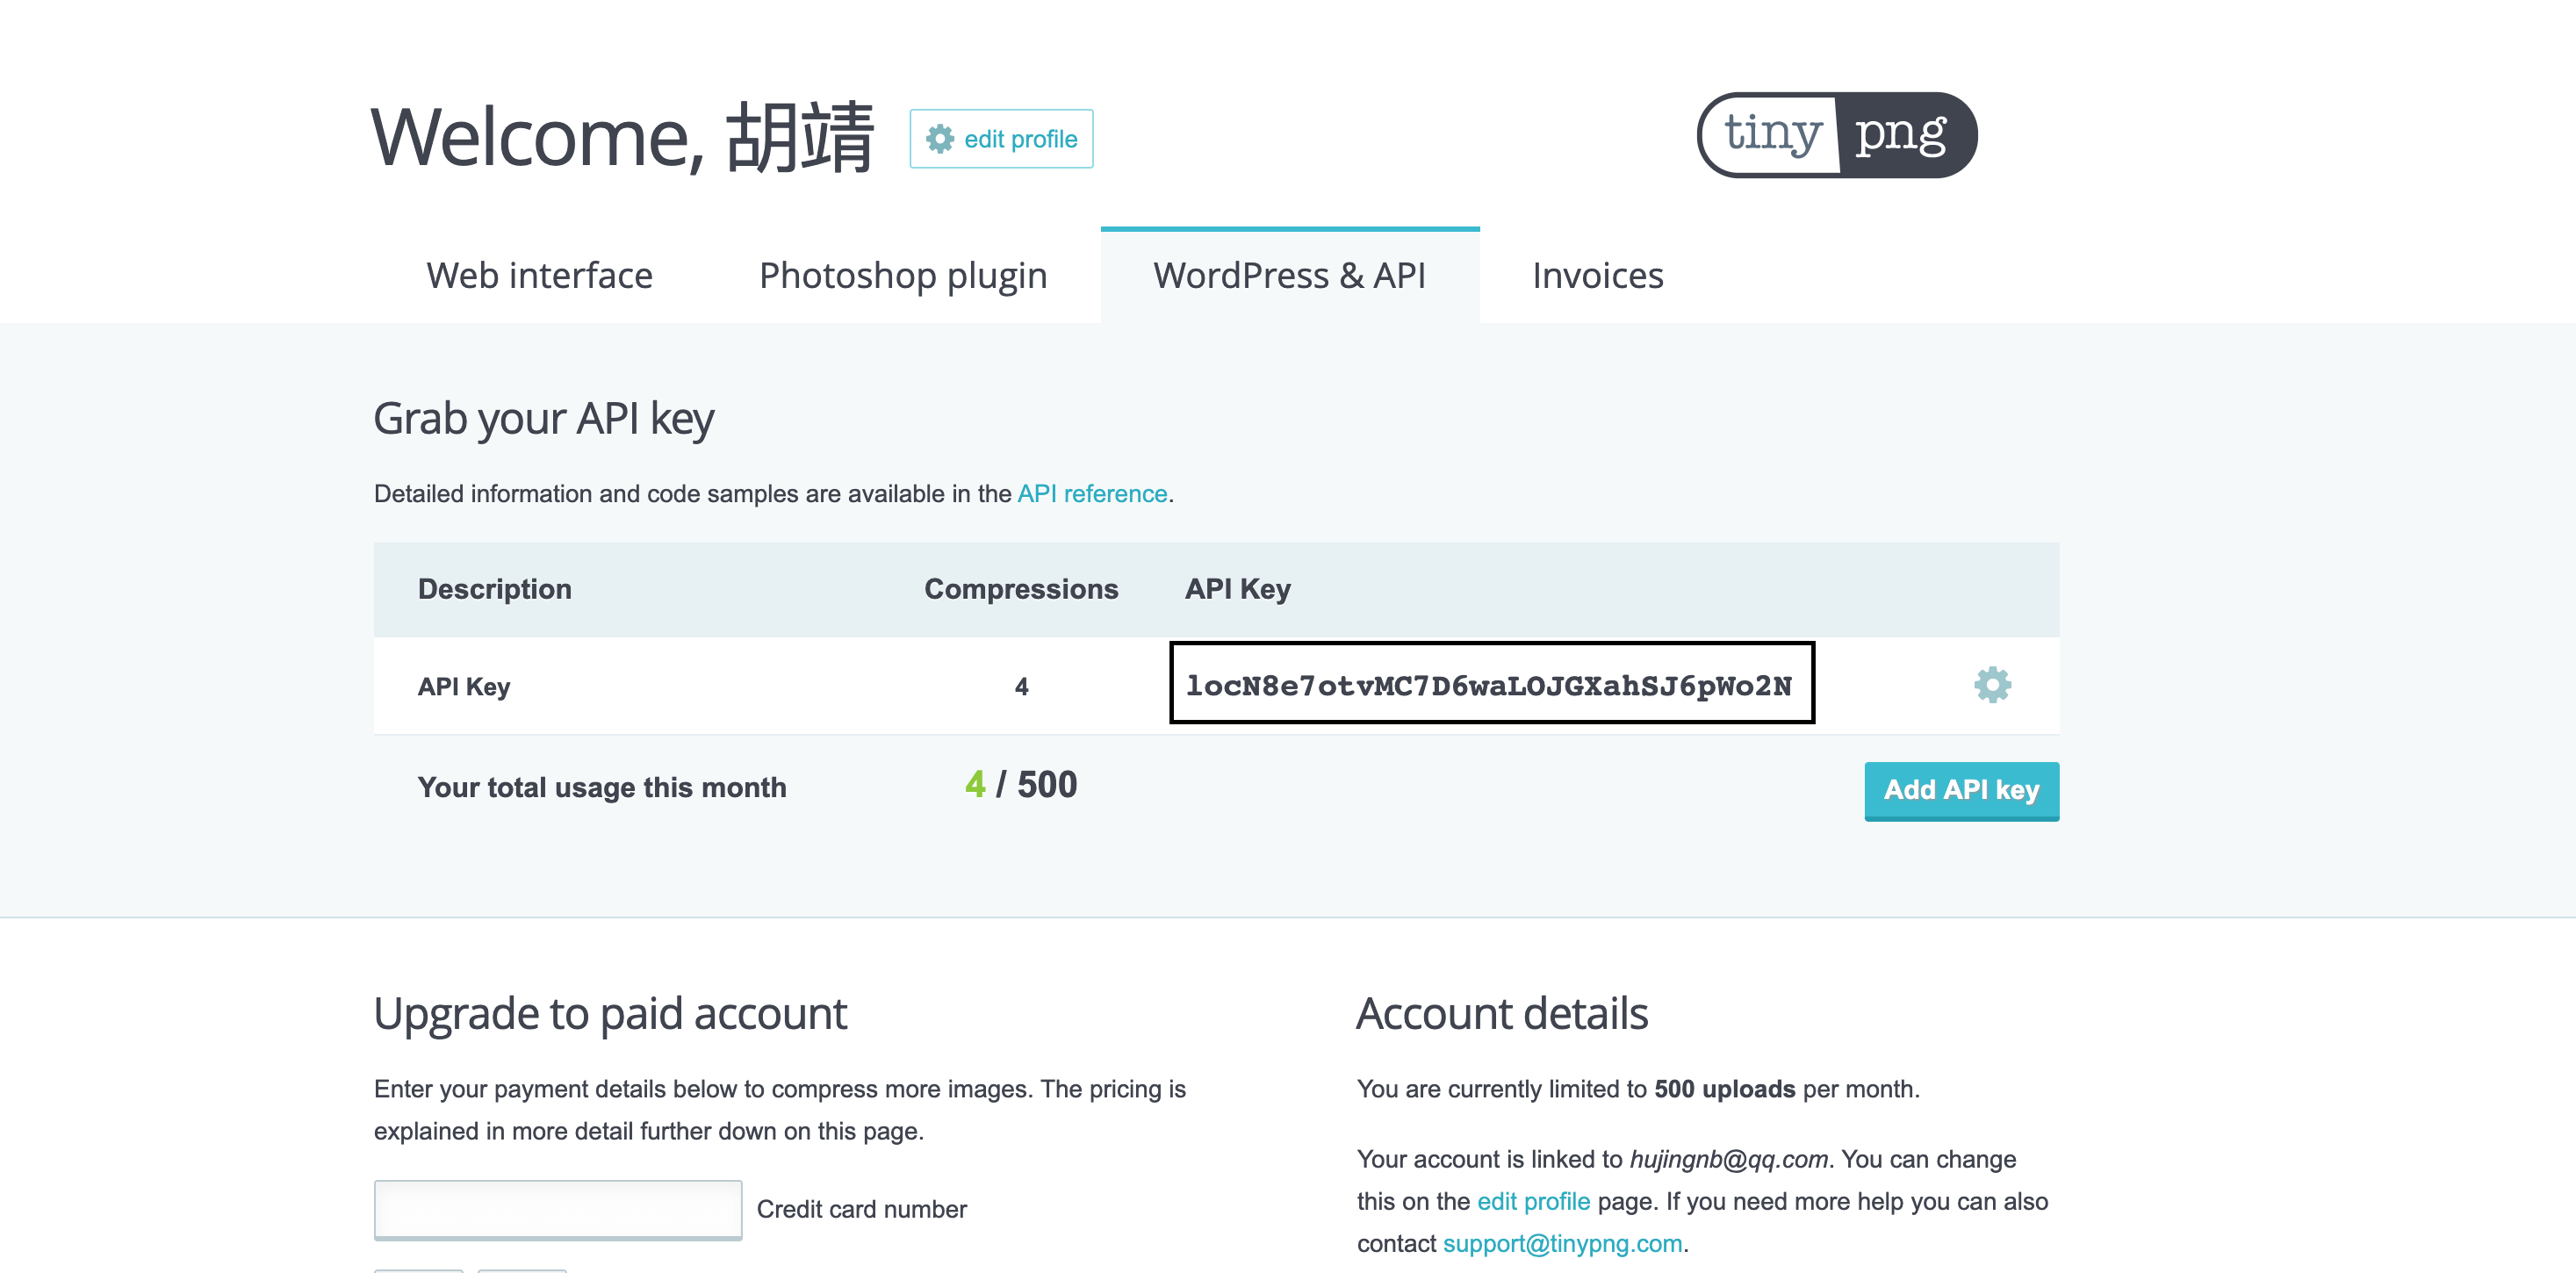 Welcome, 胡靖
edit profile
tiny png
Web interface
Photoshop plugin
WordPress & API
Invoices
Grab your API key
Detailed information and code samples are available in the API reference.
Description
Compressions
API Key
API Key
4
locN8e7otvMC7D6waLOJGXahSJ6pWo2N
Your total usage this month
4 / 500
Add API key
Upgrade to paid account
Enter your payment details below to compress more images. The pricing is
explained in more detail further down on this page.
Credit card number
Account details
You are currently limited to 500 uploads per month.
Your account is linked to hujingnb@qq.com. You can change
this on the edit profile page. If you need more help you can also
contact support@tinypng.com.